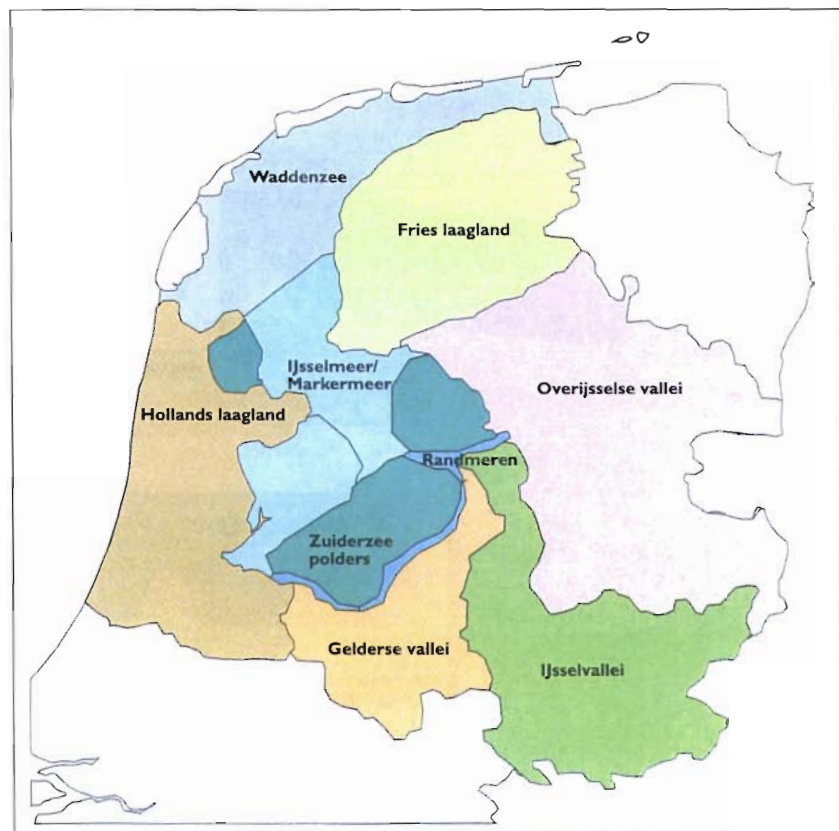 Waddenzee
Fries laagland
IJsselmeer/
Markermeer
Overijsselse vallei
Hollands laagland
Randmeren
Zuiderzee
polders
Gelderse vallei
IJsselvallei